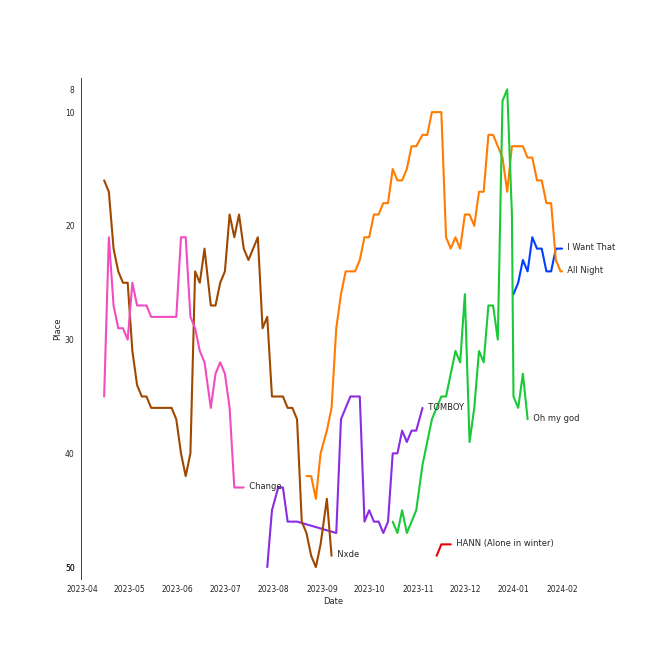 8
10
20
30
40
50
Place
I Want That
All Night
TOMBOY
Oh my god
Change
HANN (Alone in winter)
Nxde
2023-04 2023-05 2023-06 2023-07 2023-08 2023-09 2023-10 2023-11 2023-12 2024-01 2024-02
Date